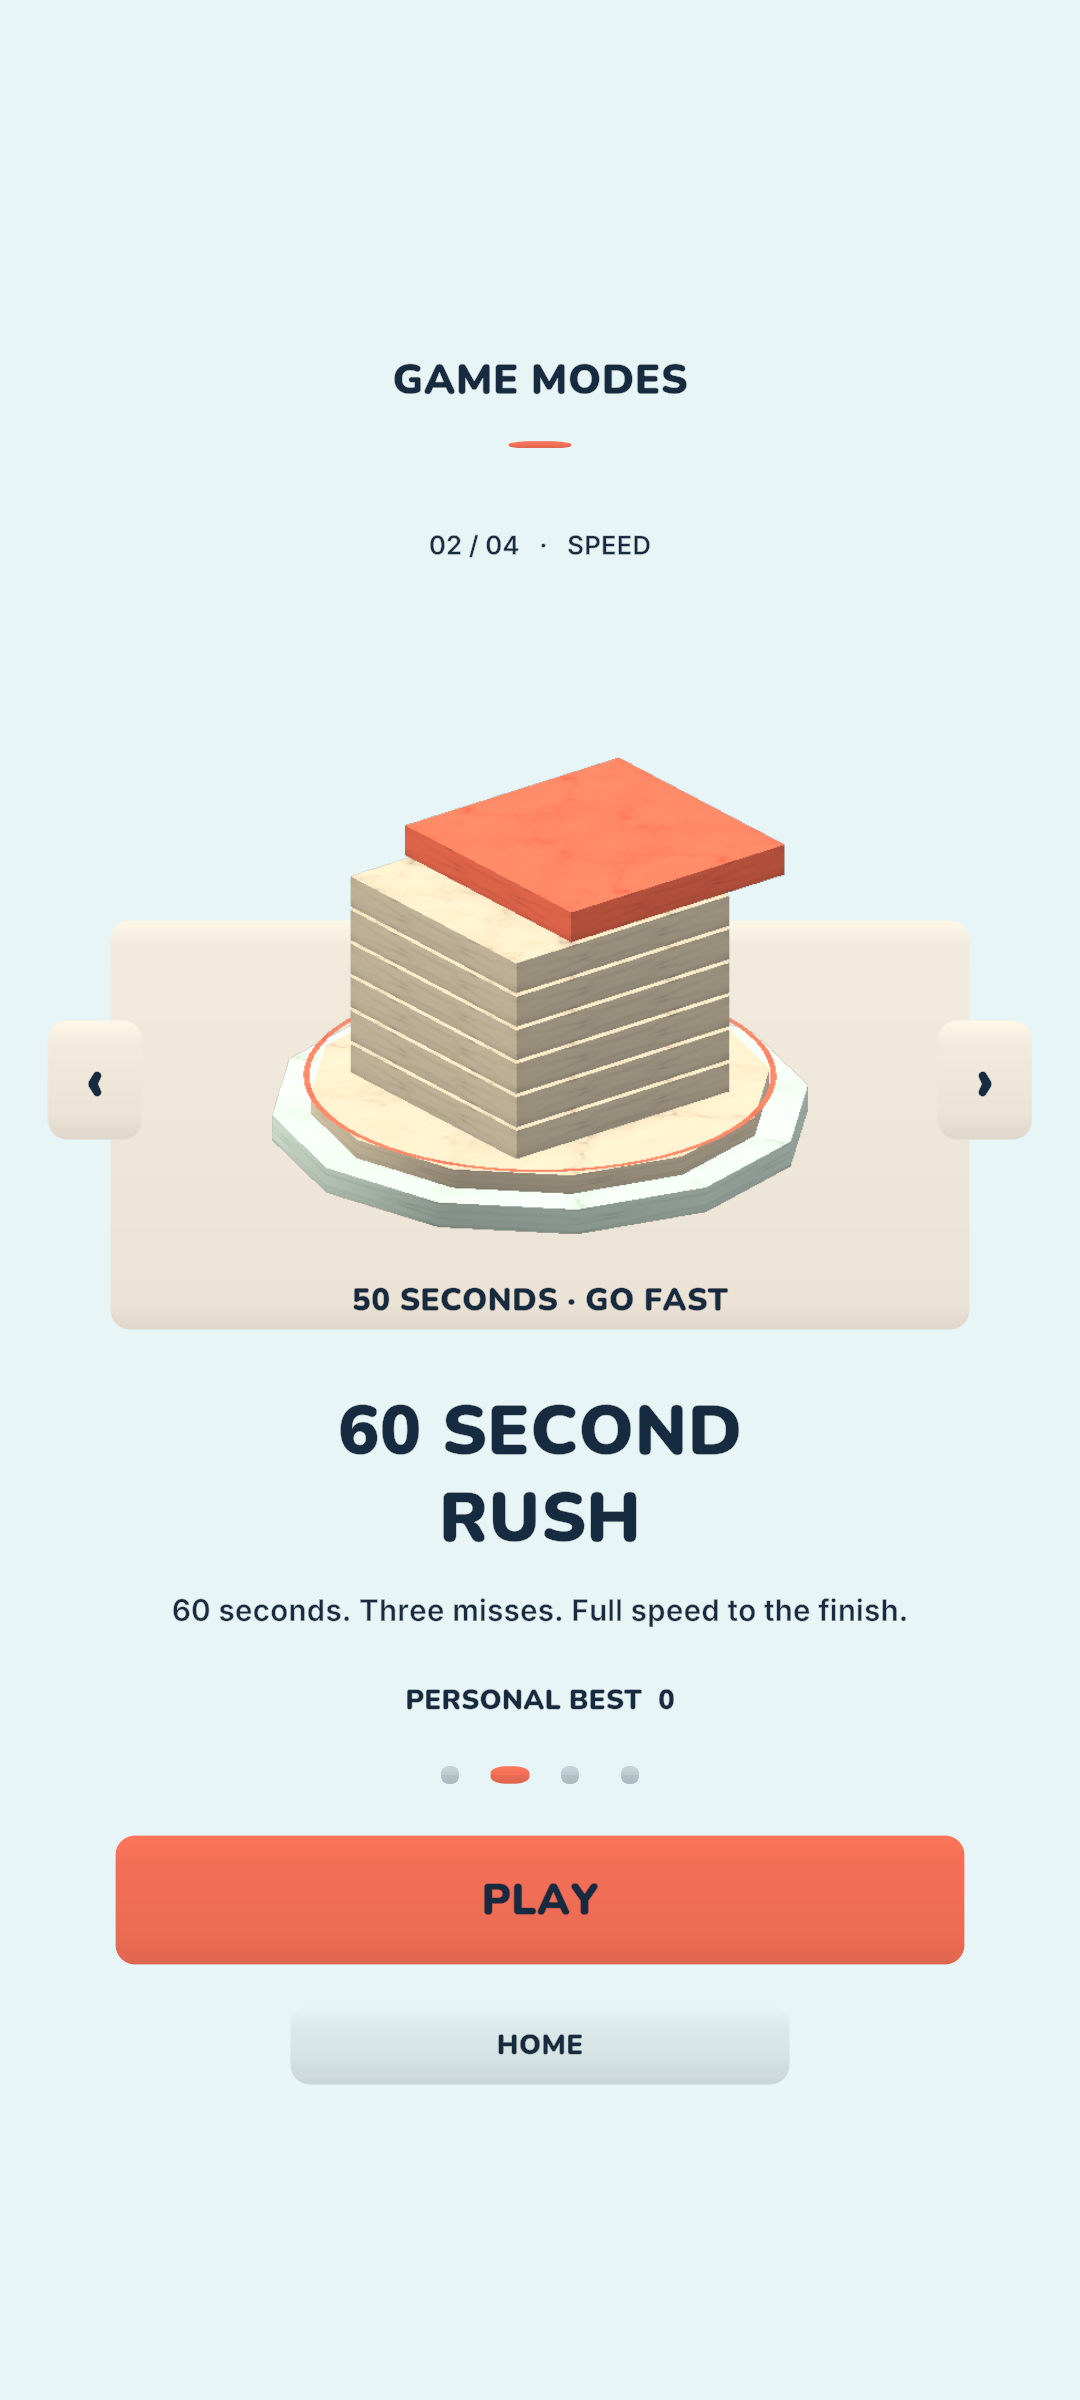 GAME MODES
02 / 04 · SPEED
‹
›
50 SECONDS · GO FAST
60 SECOND
RUSH
60 seconds. Three misses. Full speed to the finish.
PERSONAL BEST 0
PLAY
HOME